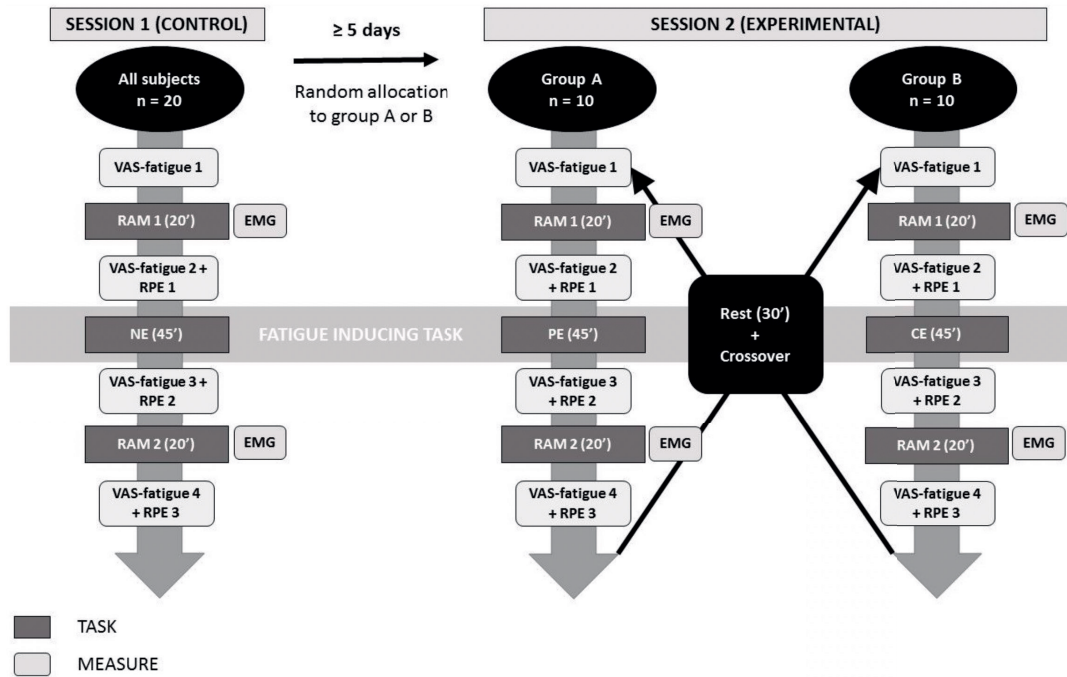 SESSION 1 (CONTROL)
All subjects
n = 20
VAS-fatigue 1
RAM 1 (20')
EMG
VAS-fatigue 2 +
RPE 1
NE (45')
VAS-fatigue 3 +
RPE 2
RAM 2 (20')
EMG
VAS-fatigue 4
+ RPE 3
≥ 5 days
Random allocation
to group A or B
FATIGUE INDUCING TASK
SESSION 2 (EXPERIMENTAL)
Group A
n = 10
VAS-fatigue 1
RAM 1 (20')
EMG
VAS-fatigue 2
+ RPE 1
PE (45')
VAS-fatigue 3
+ RPE 2
RAM 2 (20')
EMG
VAS-fatigue 4
+ RPE 3
Rest (30')
+
Crossover
Group B
n = 10
VAS-fatigue 1
RAM 1 (20')
EMG
VAS-fatigue 2
+ RPE 1
CE (45')
VAS-fatigue 3
+ RPE 2
RAM 2 (20')
EMG
VAS-fatigue 4
+ RPE 3
TASK
MEASURE